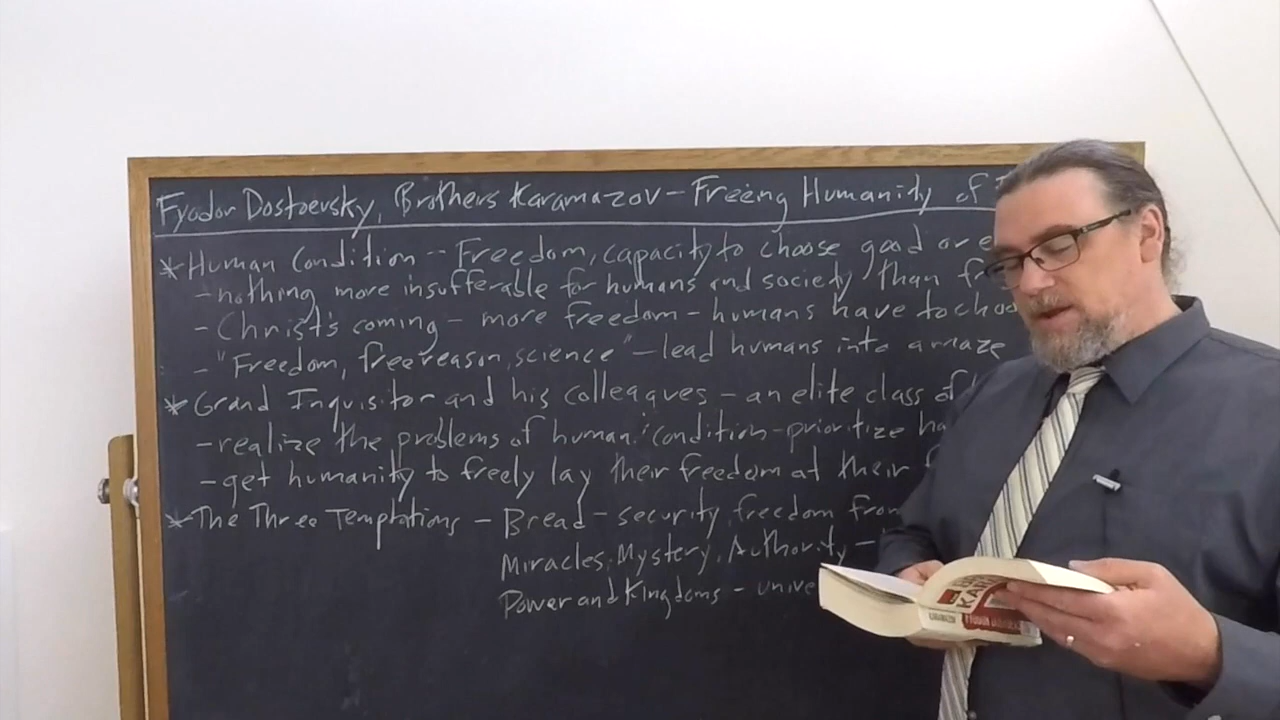 Fyodor Dostoevsky, Brothers Karamazov - Freeing Humanity of
* Human Condition - Freedom, capacity to choose good or
- nothing more insufferable for humans and society than
- Christ's coming - more freedom - humans have to
- "Freedom, free reason, science" - lead humans into a maze
* Grand Inquisitor and his colleagues - an elite class of
- realize the problems of human condition - prioritize
- get humanity to freely lay their freedom at their
* The Three Temptations - Bread - security, freedom from
Miracles, Mystery, Authority -
Power and Kingdoms -